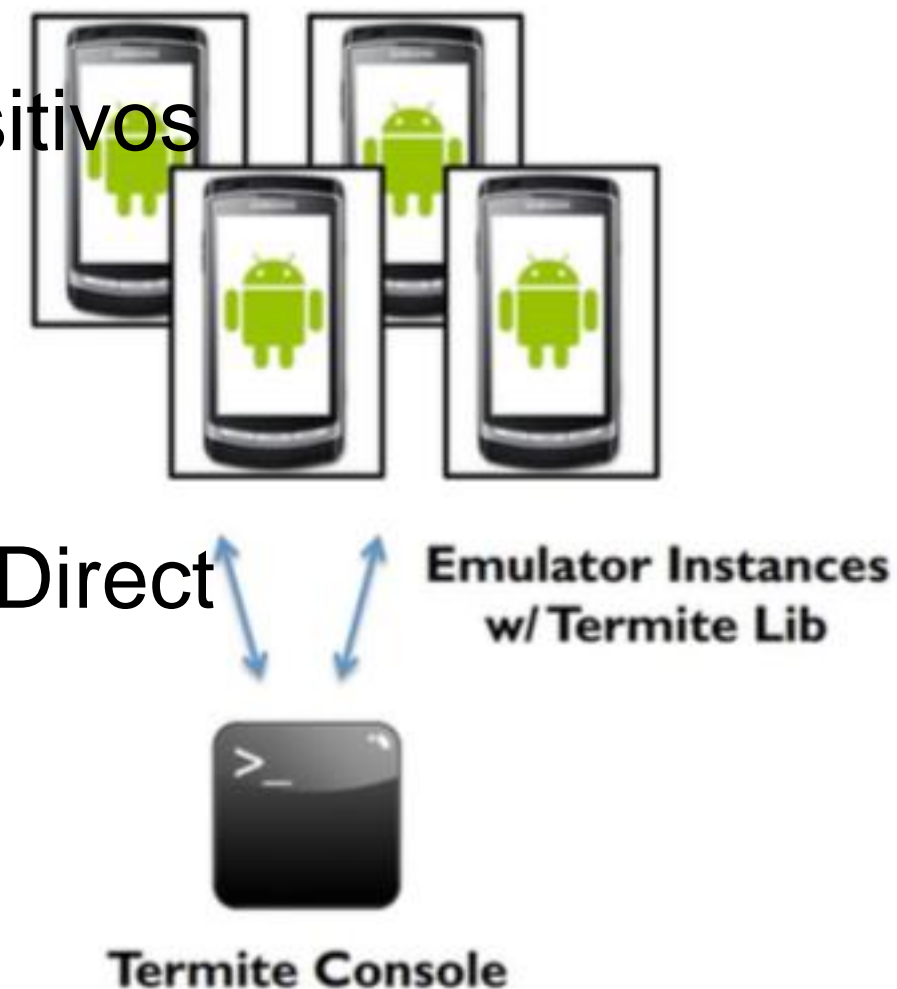 sitivos
Direct
Emulator Instances
w/ Termite Lib
>_
Termite Console